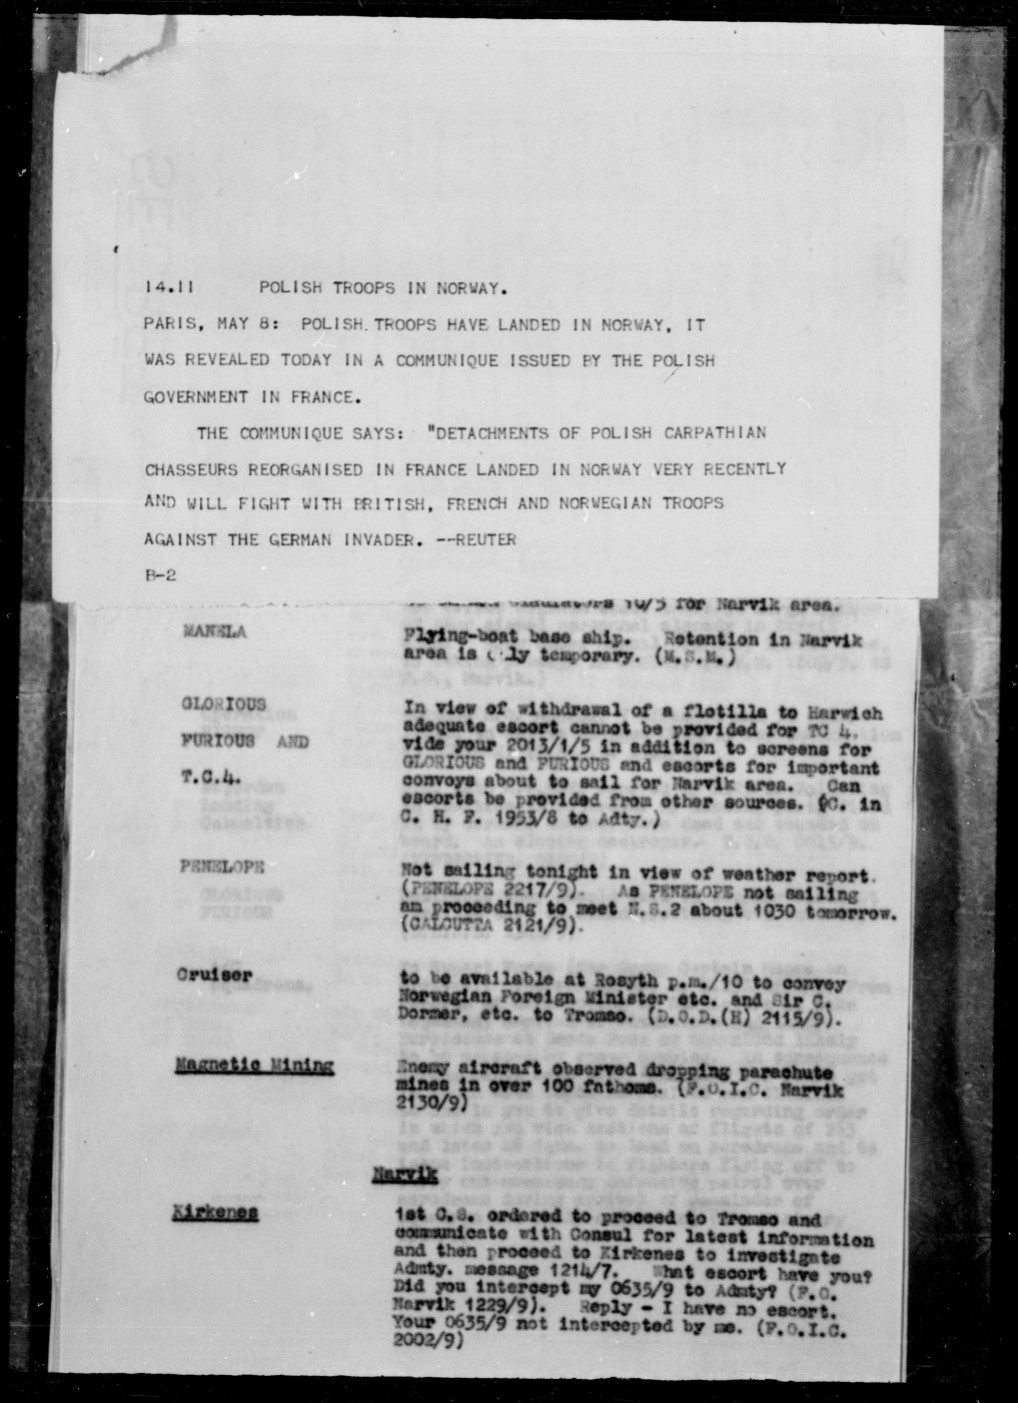 14.11 POLISH TROOPS IN NORWAY.
PARIS, MAY 8: POLISH TROOPS HAVE LANDED IN NORWAY, IT
WAS REVEALED TODAY IN A COMMUNIQUE ISSUED BY THE POLISH
GOVERNMENT IN FRANCE.
THE COMMUNIQUE SAYS: "DETACHMENTS OF POLISH CARPATHIAN
CHASSEURS REORGANISED IN FRANCE LANDED IN NORWAY VERY RECENTLY
AND WILL FIGHT WITH BRITISH, FRENCH AND NORWEGIAN TROOPS
AGAINST THE GERMAN INVADER. --REUTER
B-2
10/5 for Narvik area.
MANELA Flying-boat base ship. Retention in Narvik
area is only temporary. (M.S.M.)
GLORIOUS In view of withdrawal of a flotilla to Harwich
adequate escort cannot be provided for TC 4.
FURIOUS AND vide your 2013/1/5 in addition to screens for
GLORIOUS and FURIOUS and escorts for important
T.C.4. convoys about to sail for Narvik area. Can
escorts be provided from other sources. (C. in
C. H. F. 1953/8 to Adty.)
PENELOPE Not sailing tonight in view of weather report.
(PENELOPE 2217/9). As PENELOPE not sailing
am proceeding to meet N.S.2 about 1030 tomorrow.
(CALCUTTA 2121/9).
Cruiser to be available at Rosyth p.m./10 to convey
Norwegian Foreign Minister etc. and Sir C.
Dormer, etc. to Tromso. (D.O.D.(H) 2115/9).
Magnetic Mining Enemy aircraft observed dropping parachute
mines in over 100 fathoms. (F.O.I.C. Narvik
2130/9)
Narvik
Kirkenes 1st C.S. ordered to proceed to Tromso and
communicate with Consul for latest information
and then proceed to Kirkenes to investigate
Admty. message 1214/7. What escort have you?
Did you intercept my 0635/9 to Admty? (F.O.
Narvik 1229/9). Reply - I have no escort.
Your 0635/9 not intercepted by me. (F.O.I.C.
2002/9)